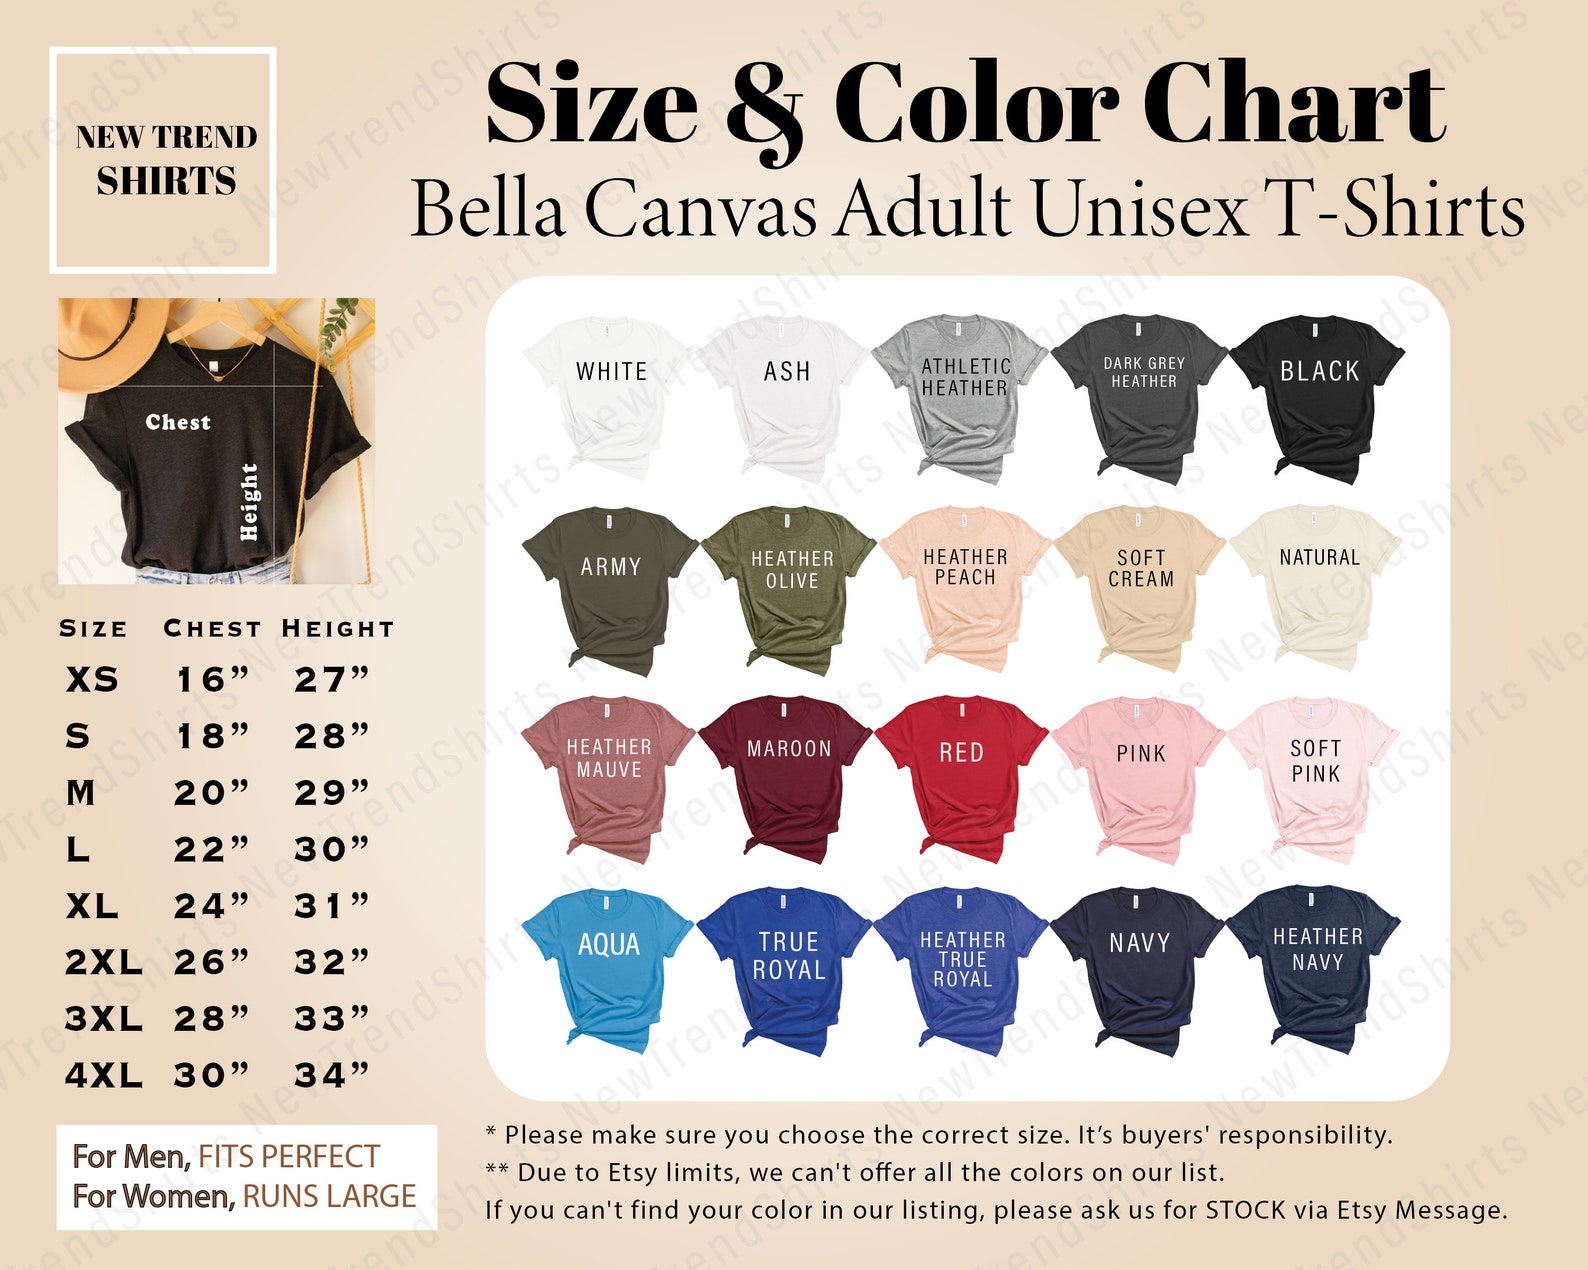 NEW TREND
SHIRTS
Size & Color Chart
Bella Canvas Adult Unisex T-Shirts
Chest
Height
SIZE CHEST HEIGHT
XS 16” 27”
S 18” 28”
M 20” 29”
L 22” 30”
XL 24” 31”
2XL 26” 32”
3XL 28” 33”
4XL 30” 34”
For Men, FITS PERFECT
For Women, RUNS LARGE
WHITE
ASH
ATHLETIC
HEATHER
DARK GREY
HEATHER
BLACK
ARMY
HEATHER
OLIVE
HEATHER
PEACH
SOFT
CREAM
NATURAL
HEATHER
MAUVE
MAROON
RED
PINK
SOFT
PINK
AQUA
TRUE
ROYAL
HEATHER
TRUE
ROYAL
NAVY
HEATHER
NAVY
* Please make sure you choose the correct size. It’s buyers' responsibility.
** Due to Etsy limits, we can't offer all the colors on our list.
If you can't find your color in our listing, please ask us for STOCK via Etsy Message.
NewTrendShirts